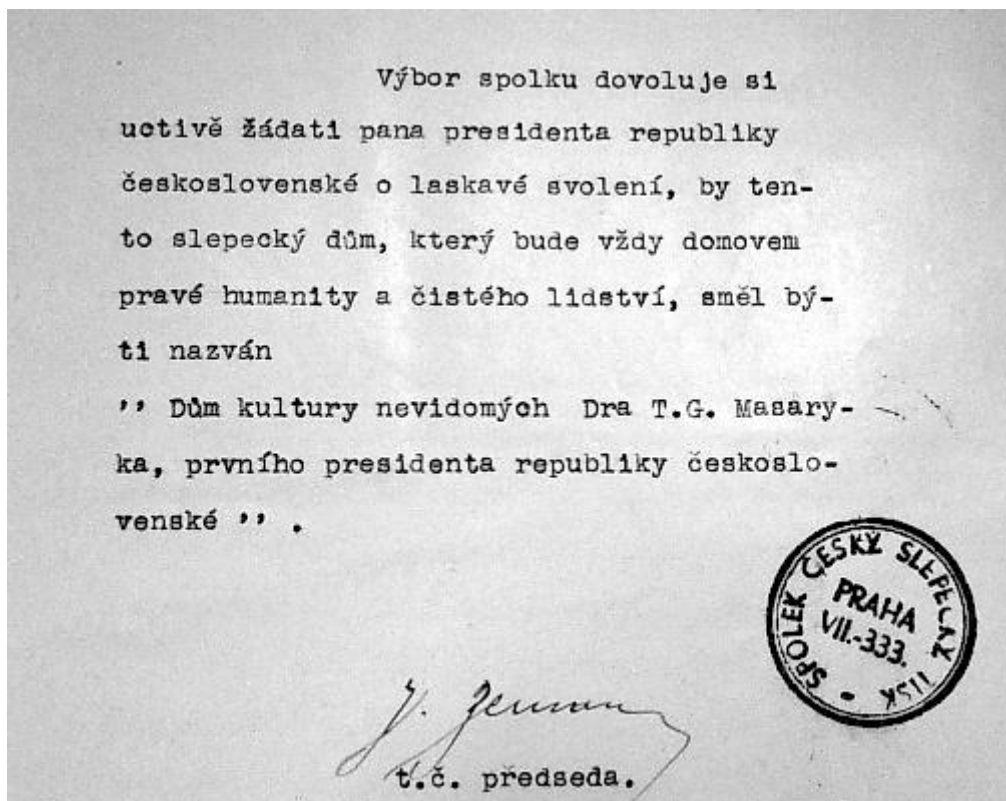 Výbor spolku dovoluje si
uctivě žádati pana presidenta republiky
československé o laskavé svolení, by ten-
to slepecký dům, který bude vždy domovem
pravé humanity a čistého lidství, směl bý-
ti nazván
,, Dům kultury nevidomých Dra T.G. Masary-
ka, prvního presidenta republiky českoslo-
venské ,, .
SPOLEK ČESKÝ SLEPECKÝ TISK -
PRAHA
VII.-333.
t.č. předseda.